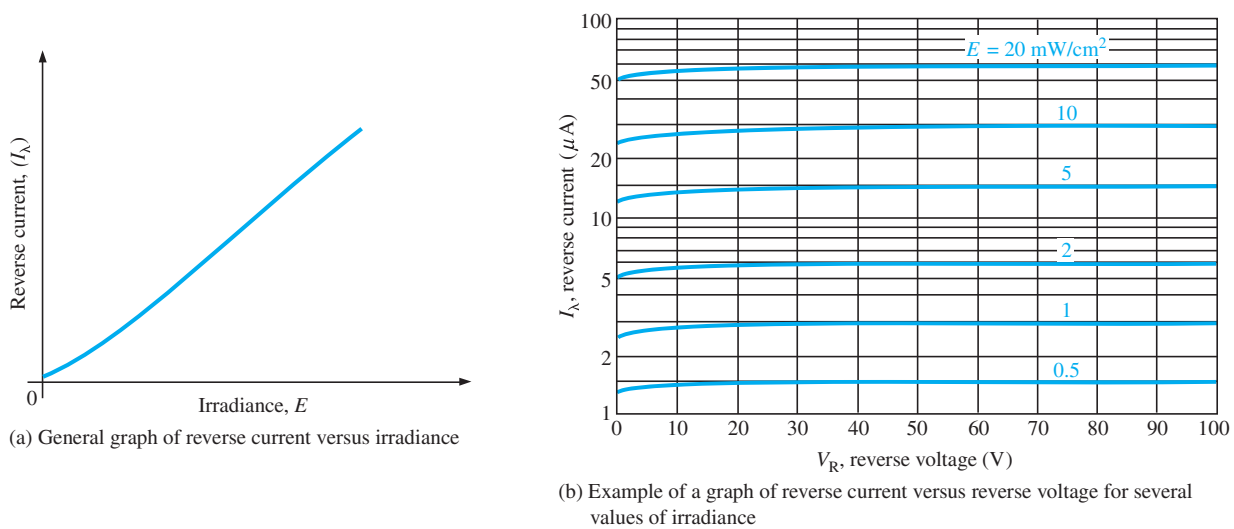 Reverse current, (Iλ)
0
Irradiance, E
(a) General graph of reverse current versus irradiance
Iλ, reverse current (μA)
100
50
20
10
5
2
1
E = 20 mW/cm²
10
5
2
1
0.5
0 10 20 30 40 50 60 70 80 90 100
VR, reverse voltage (V)
(b) Example of a graph of reverse current versus reverse voltage for several
values of irradiance